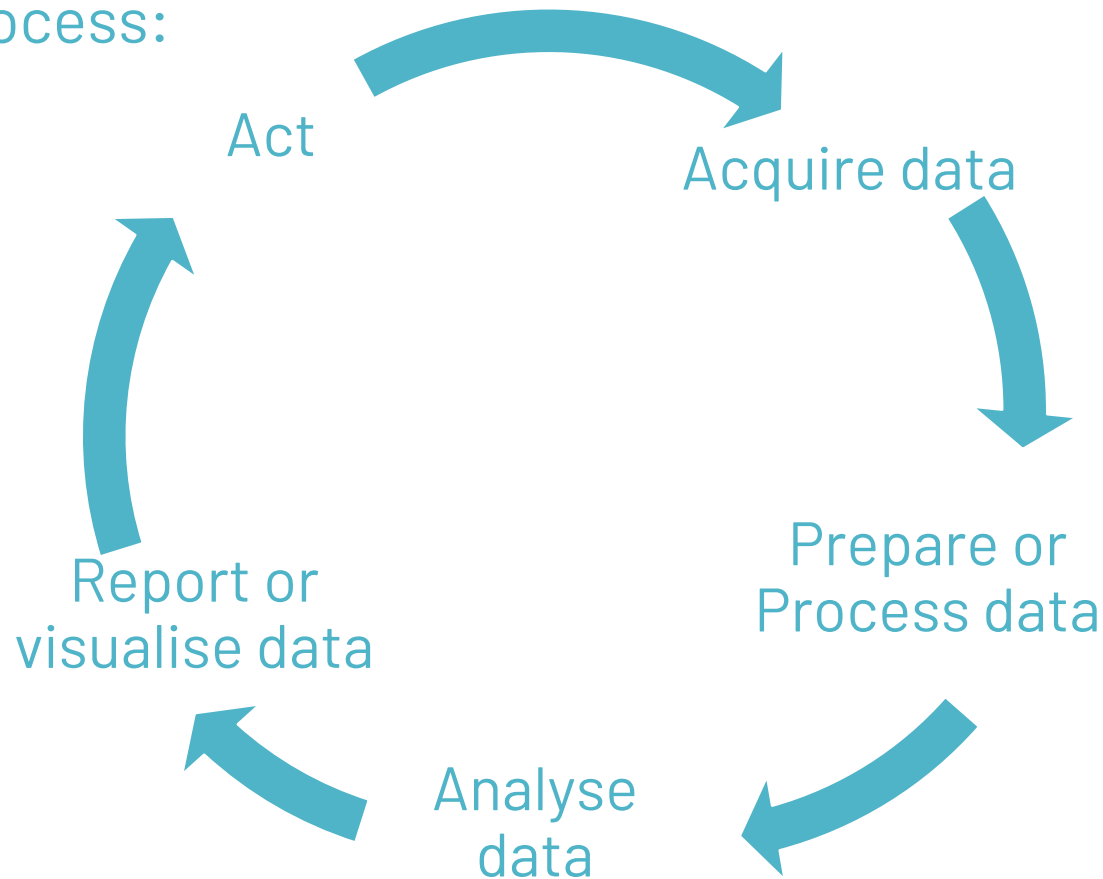 ocess:
Act
Acquire data
Prepare or
Process data
Analyse
data
Report or
visualise data